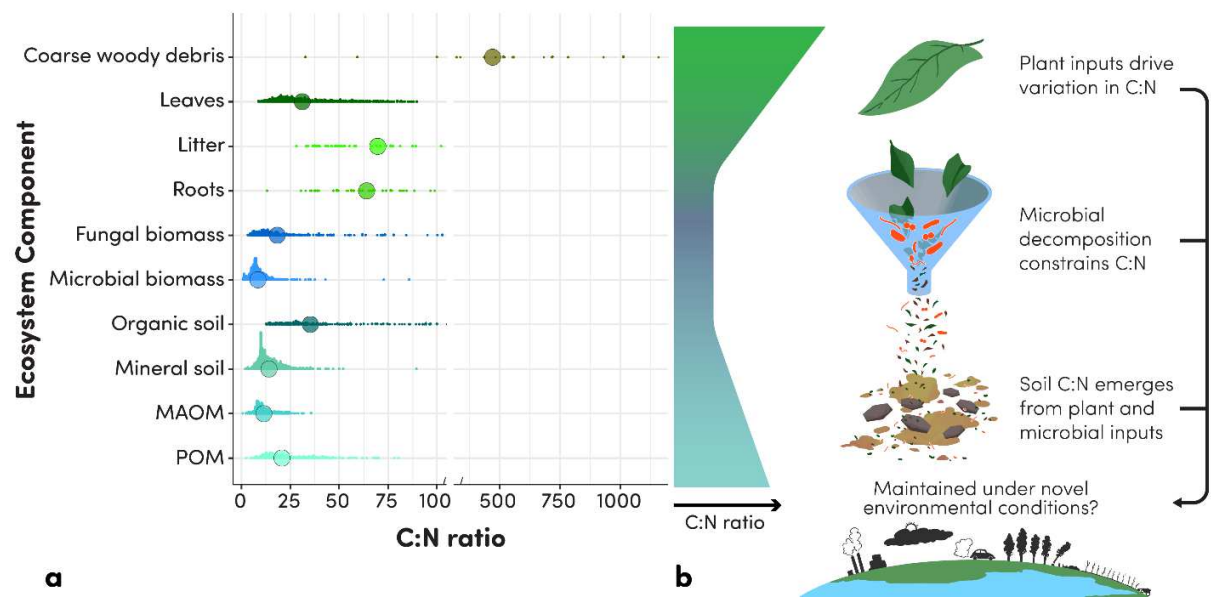 Ecosystem Component
Coarse woody debris
Leaves
Litter
Roots
Fungal biomass
Microbial biomass
Organic soil
Mineral soil
MAOM
POM
0 25 50 75 100 500 750 1000
C:N ratio
a
C:N ratio
b
Plant inputs drive
variation in C:N
Microbial
decomposition
constrains C:N
Soil C:N emerges
from plant and
microbial inputs
Maintained under novel
environmental conditions?